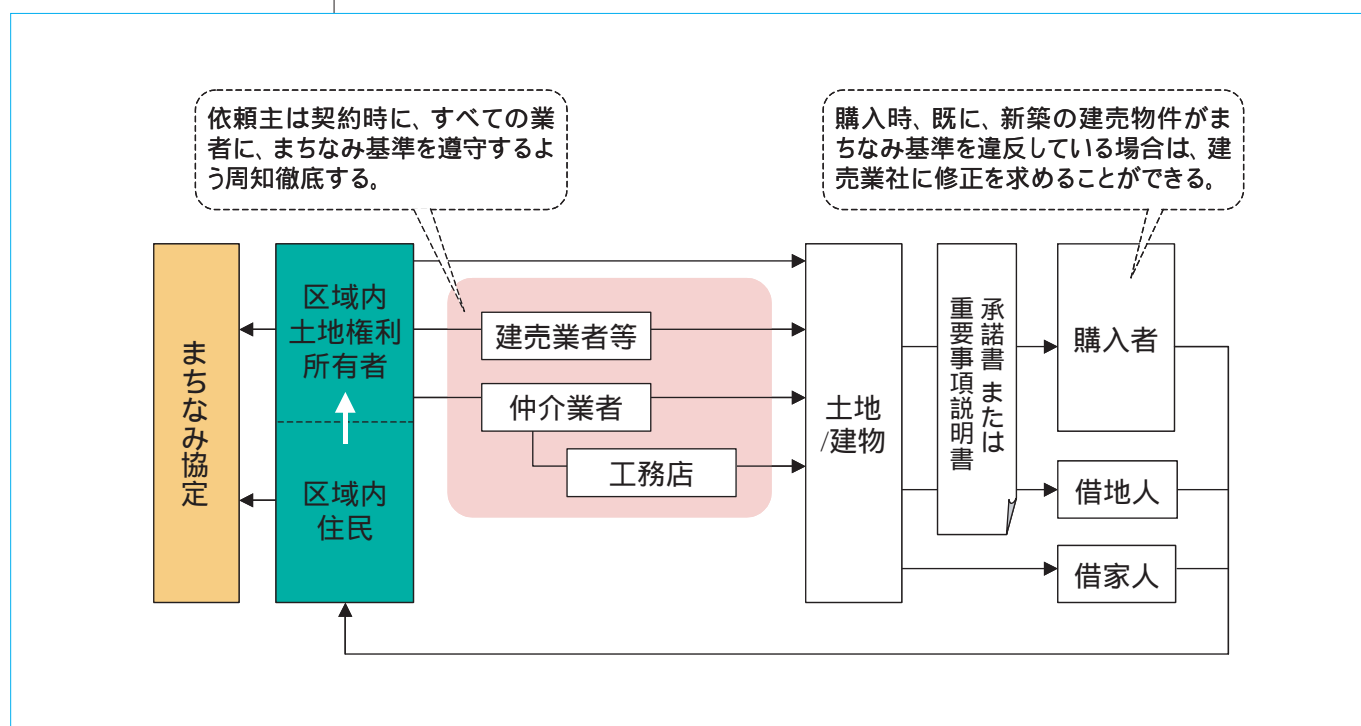 依頼主は契約時に、すべての業
者に、まちなみ基準を遵守するよ
う周知徹底する。
購入時、既に、新築の建売物件がま
ちなみ基準を違反している場合は、建
売業社に修正を求めることができる。
まちなみ協定
区域内
土地権利
所有者
区域内
住民
建売業者等
仲介業者
工務店
土地
/建物
承諾書 または
重要事項説明書
購入者
借地人
借家人